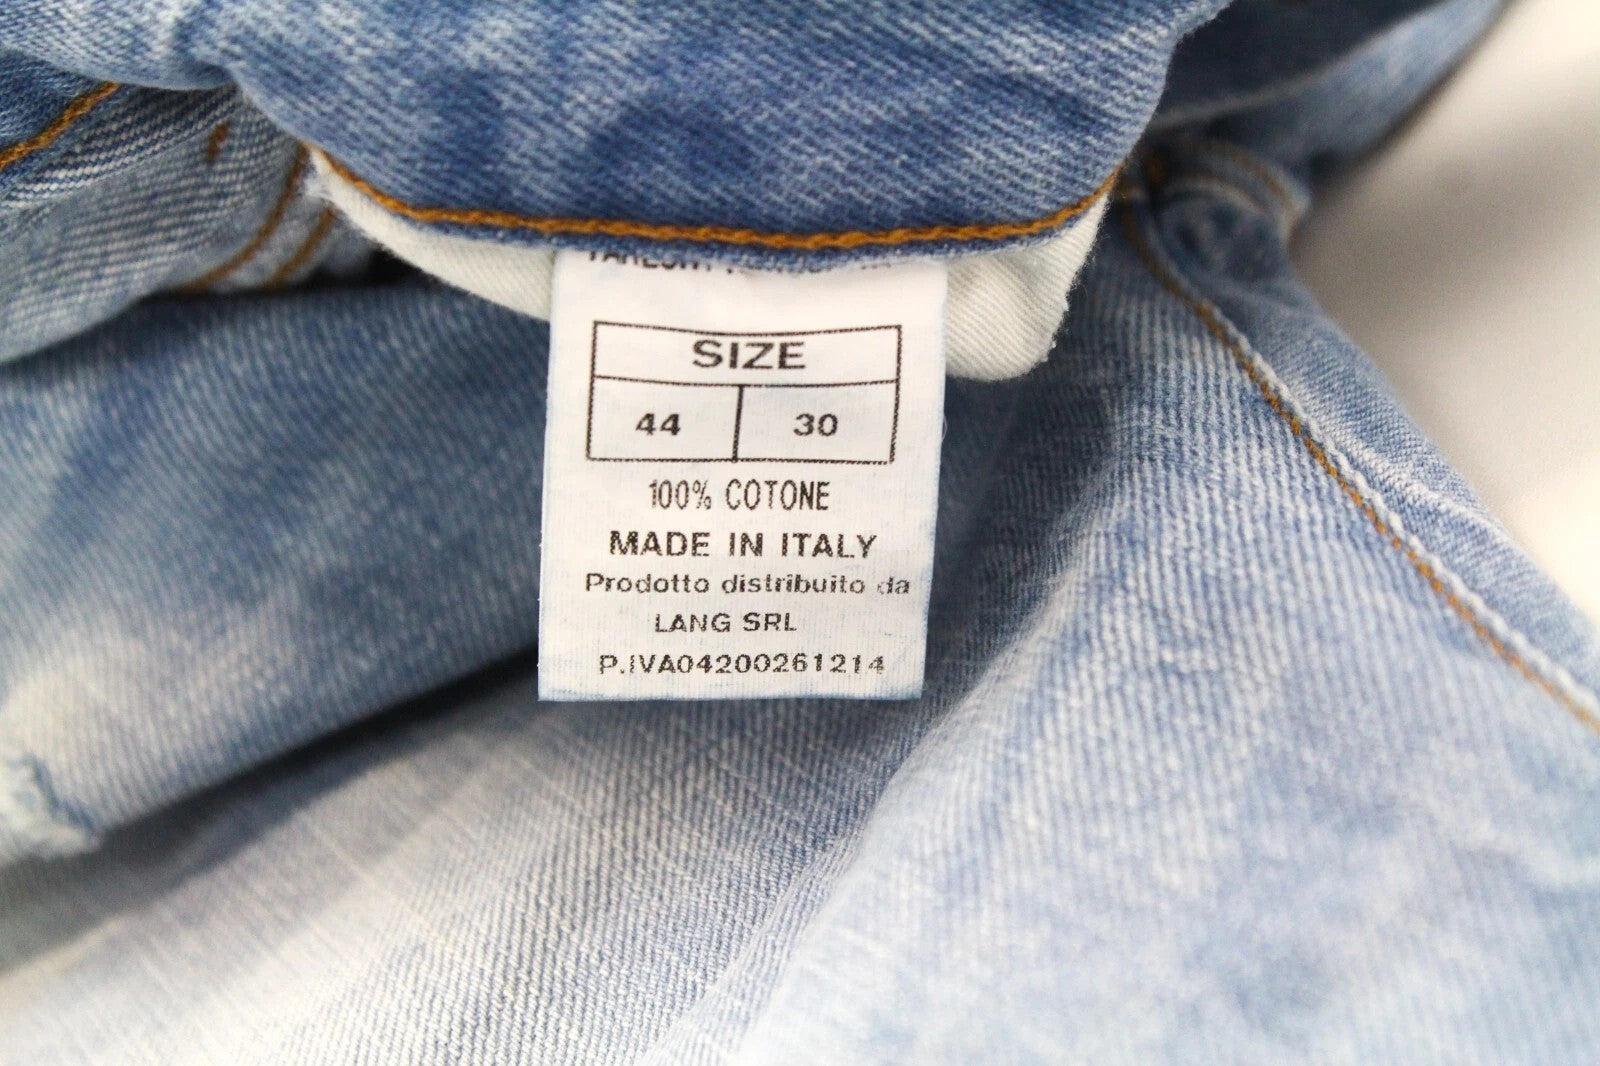 SIZE
44 30
100% COTONE
MADE IN ITALY
Prodotto distribuito da
LANG SRL
P.IVA04200261214